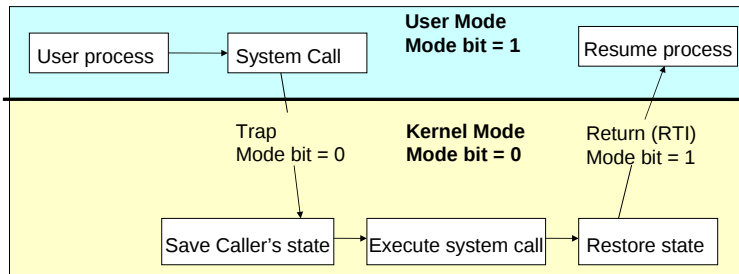 User Mode
Mode bit = 1
User process
System Call
Resume process
Trap
Mode bit = 0
Kernel Mode
Mode bit = 0
Return (RTI)
Mode bit = 1
Save Caller's state
Execute system call
Restore state